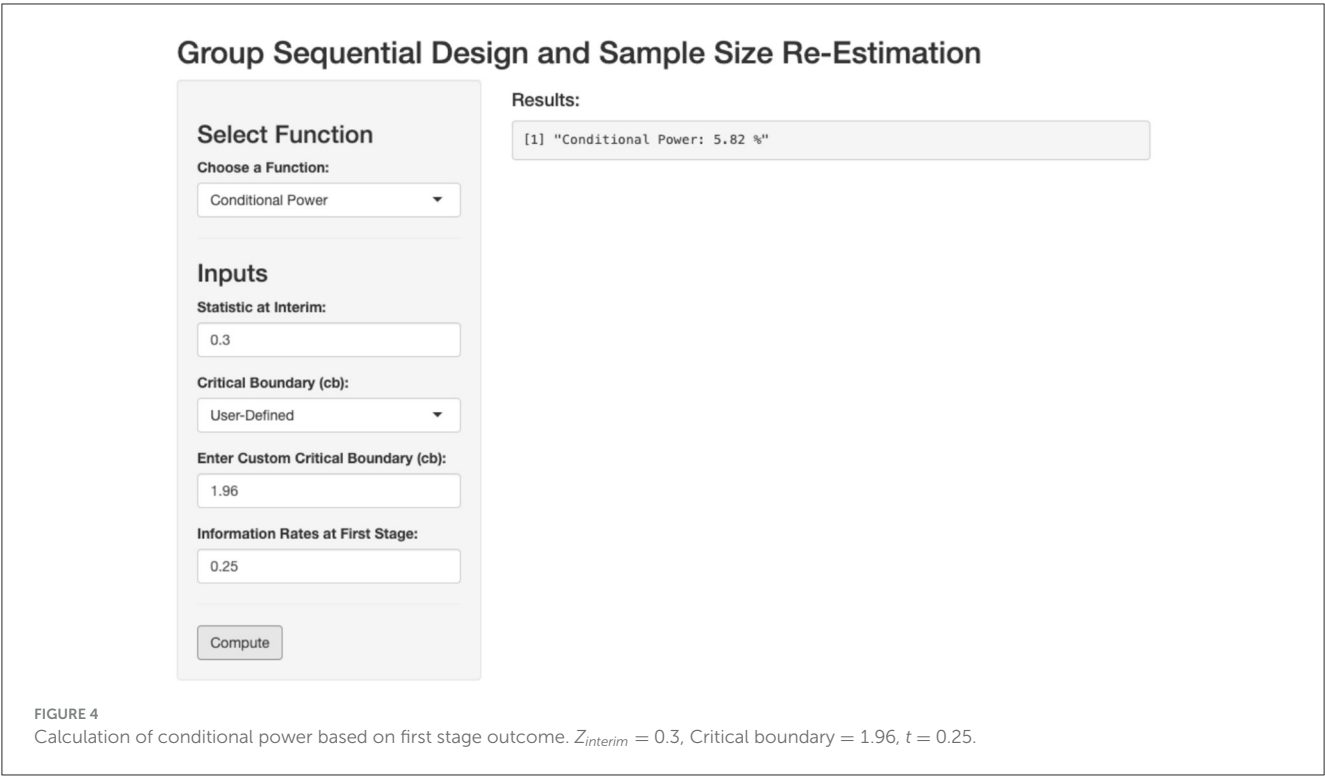 Group Sequential Design and Sample Size Re-Estimation
Select Function
Choose a Function:
Conditional Power
Inputs
Statistic at Interim:
0.3
Critical Boundary (cb):
User-Defined
Enter Custom Critical Boundary (cb):
1.96
Information Rates at First Stage:
0.25
Compute
Results:
[1] "Conditional Power: 5.82 %"
FIGURE 4
Calculation of conditional power based on first stage outcome. Zinterim = 0.3, Critical boundary = 1.96, t = 0.25.